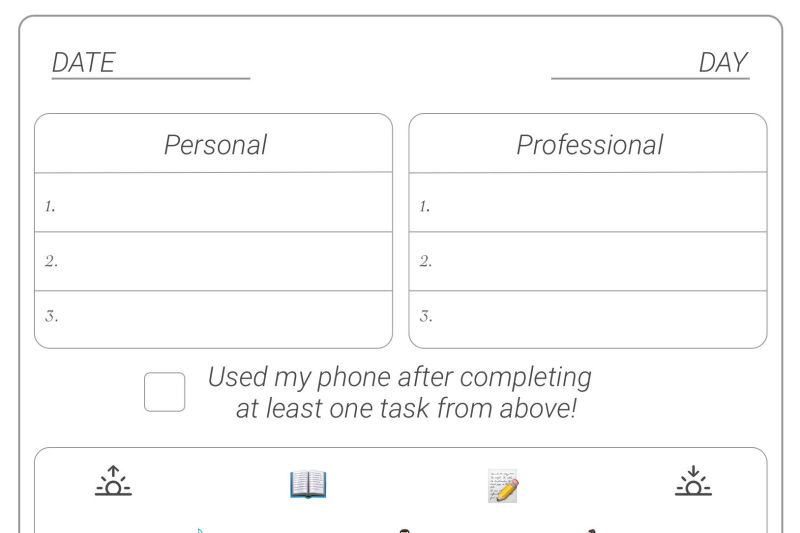 DATE
DAY
Personal
1.
2.
3.
Professional
1.
2.
3.
Used my phone after completing
at least one task from above!